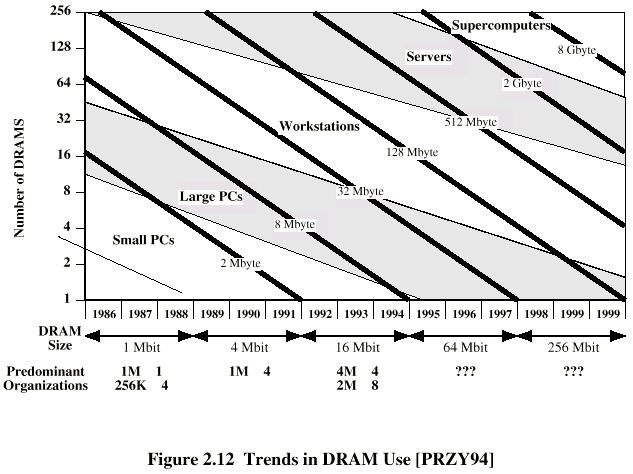 256
128
64
32
16
8
4
2
1
Number of DRAMS
Supercomputers
8 Gbyte
Servers
2 Gbyte
512 Mbyte
Workstations
128 Mbyte
32 Mbyte
Large PCs
8 Mbyte
Small PCs
2 Mbyte
1986 1987 1988 1989 1990 1991 1992 1993 1994 1995 1996 1997 1998 1999 1999
DRAM
Size
1 Mbit 4 Mbit 16 Mbit 64 Mbit 256 Mbit
Predominant 1M 1 1M 4 4M 4 ??? ???
Organizations 256K 4 2M 8
Figure 2.12 Trends in DRAM Use [PRZY94]